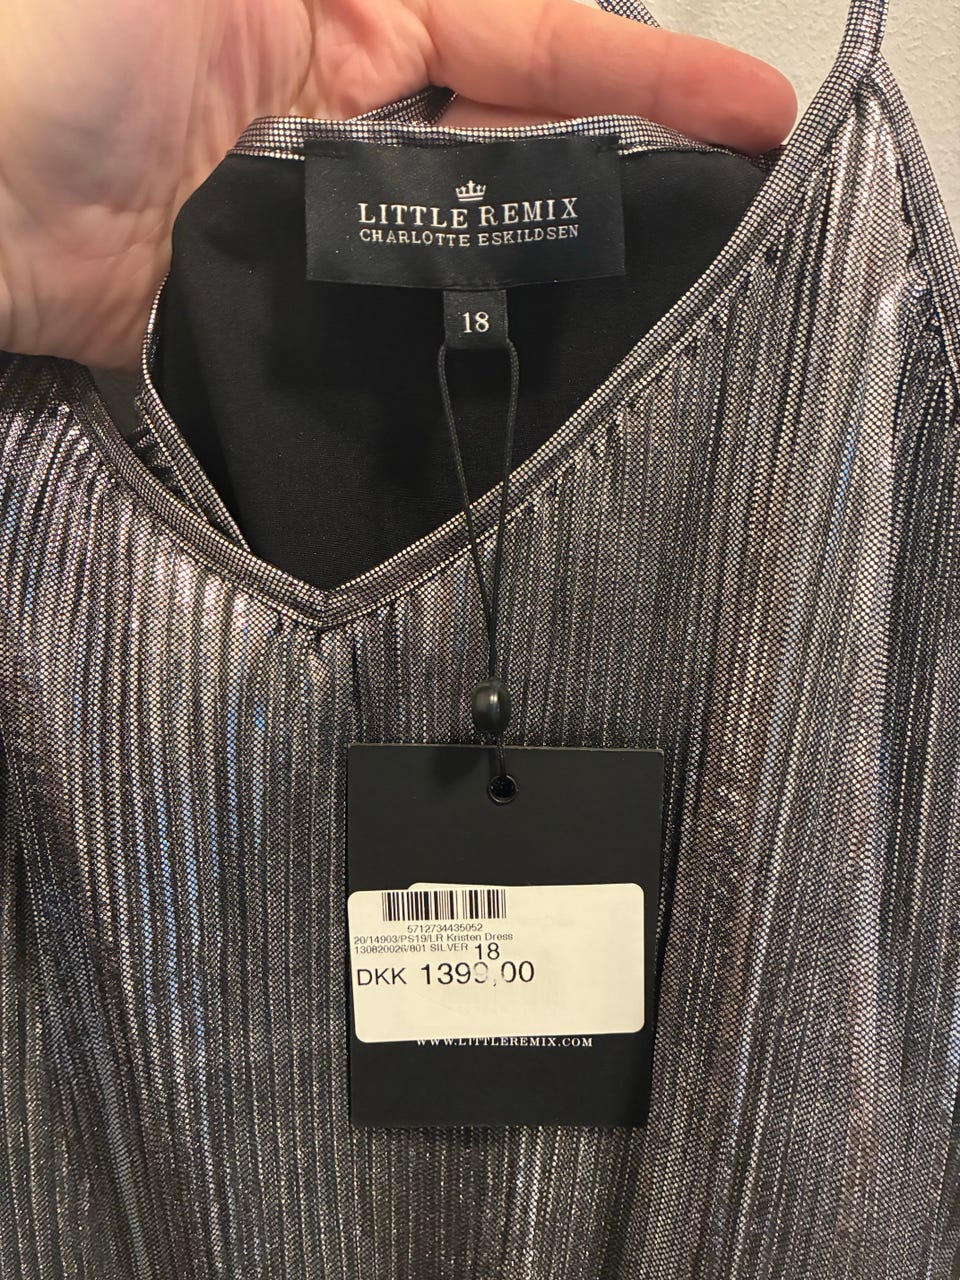 LITTLE REMIX
CHARLOTTE ESKILDSEN
18
5712734435052
20/14903/PS19/LR Kristen Dress
130820026/801 SILVER 18
DKK 1399,00
WWW.LITTLEREMIX.COM